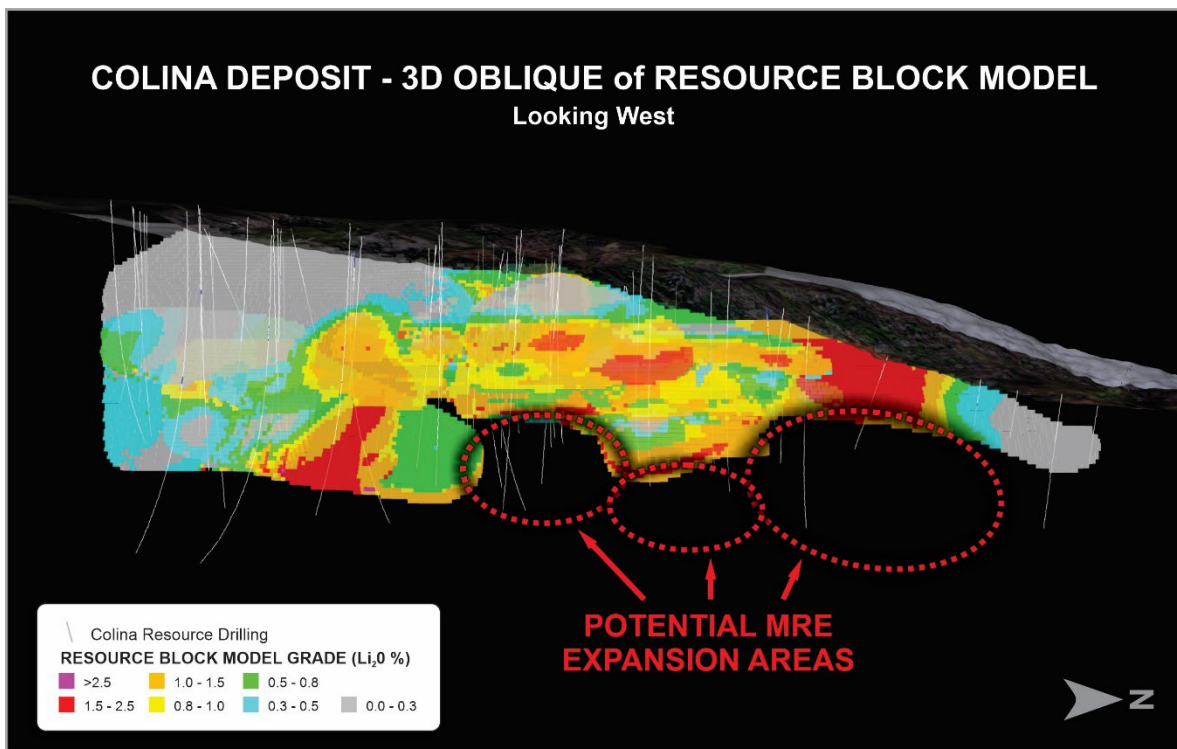 COLINA DEPOSIT - 3D OBLIQUE of RESOURCE BLOCK MODEL
Looking West
POTENTIAL MRE
EXPANSION AREAS
Colina Resource Drilling
RESOURCE BLOCK MODEL GRADE (Li₂0 %)
>2.5 1.0 - 1.5 0.5 - 0.8
1.5 - 2.5 0.8 - 1.0 0.3 - 0.5 0.0 - 0.3
N